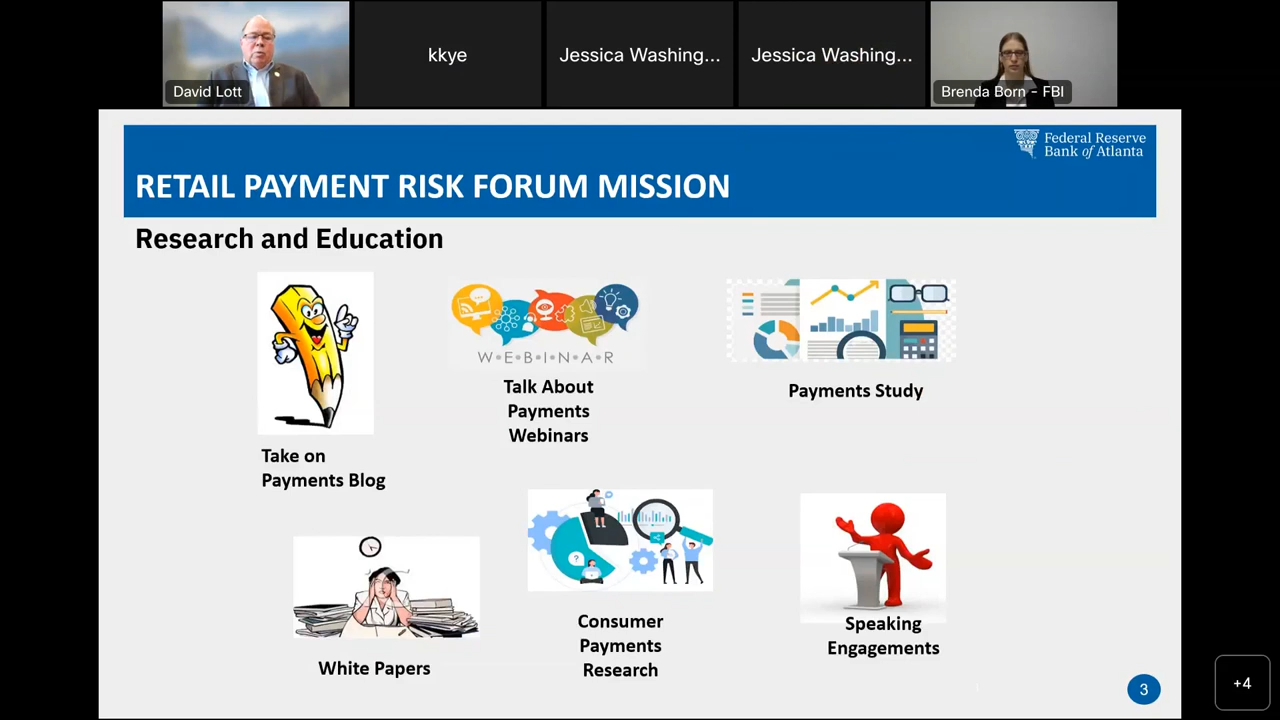 David Lott
kkye
Jessica Washing...
Jessica Washing...
Brenda Born - FBI
Federal Reserve
Bank of Atlanta
RETAIL PAYMENT RISK FORUM MISSION
Research and Education
W•E•B•I•N•A•R
Talk About
Payments
Webinars
Payments Study
Take on
Payments Blog
?
White Papers
Consumer
Payments
Research
Speaking
Engagements
3
+4